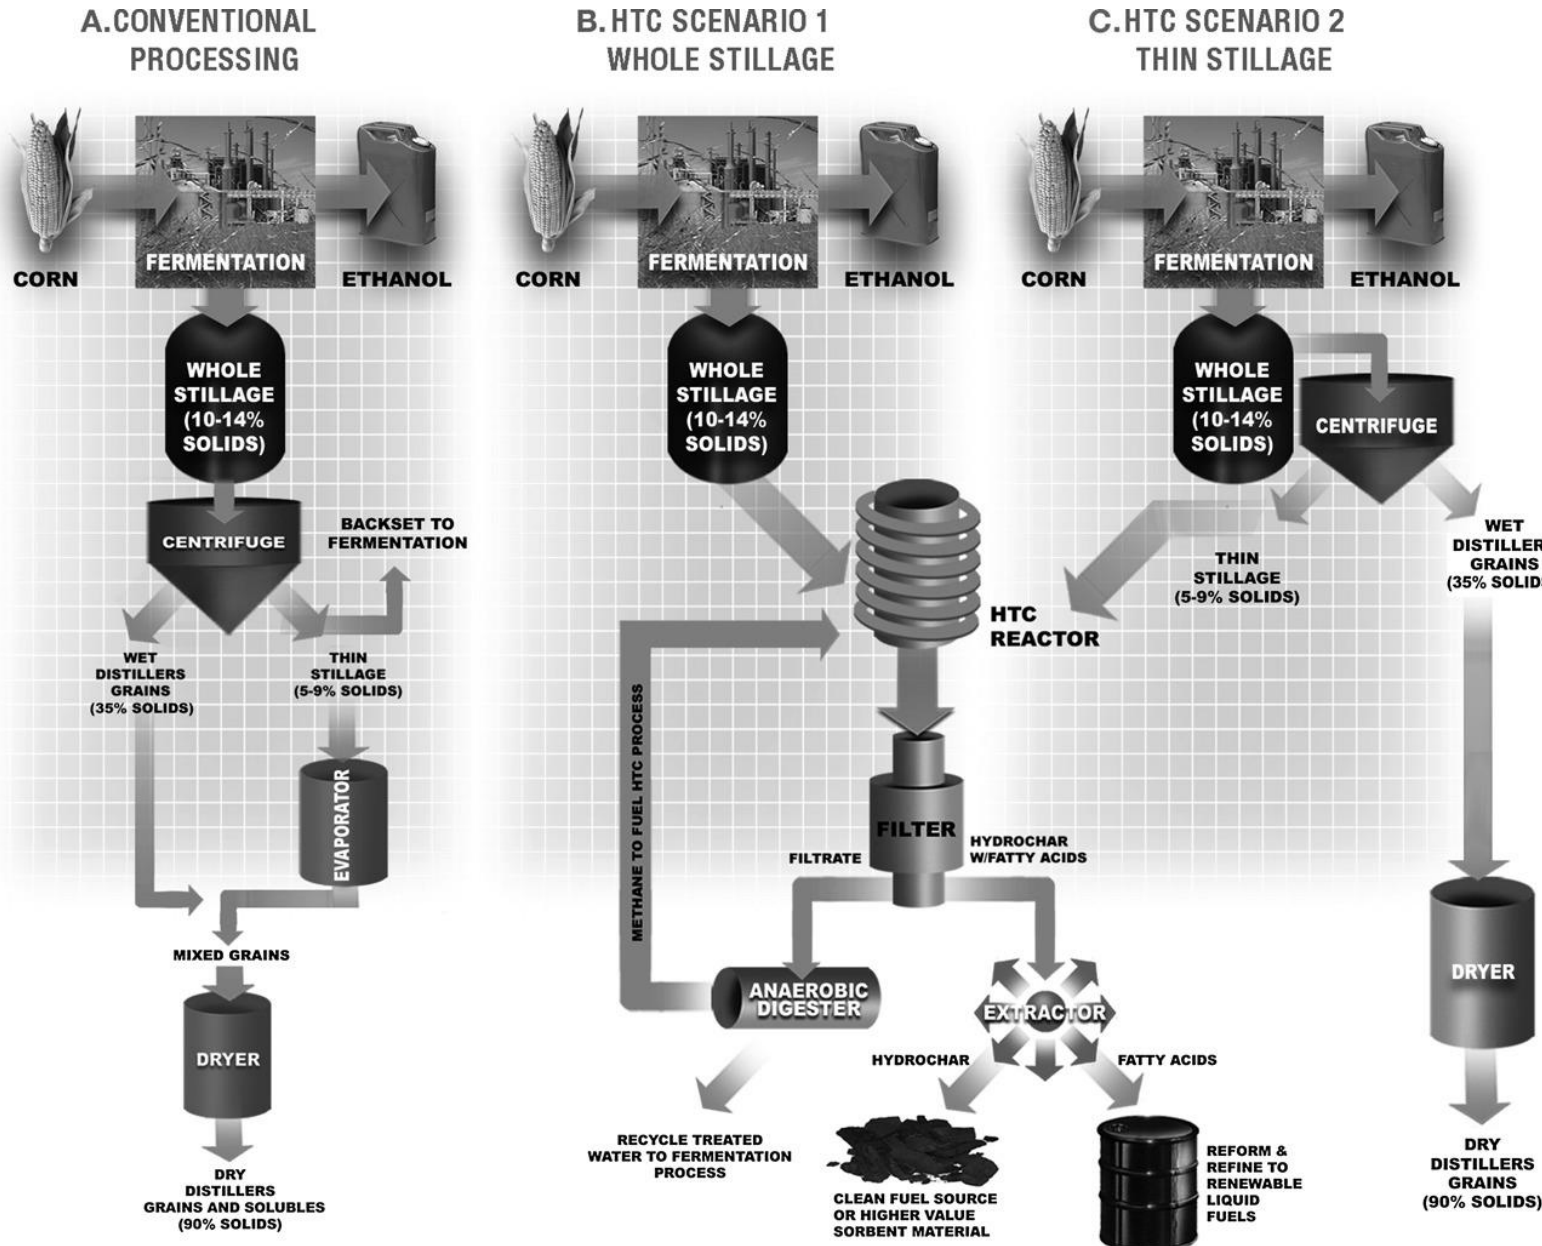 A. CONVENTIONAL
PROCESSING
CORN
FERMENTATION
ETHANOL
WHOLE
STILLAGE
(10-14%
SOLIDS)
CENTRIFUGE
BACKSET TO
FERMENTATION
WET
DISTILLERS
GRAINS
(35% SOLIDS)
THIN
STILLAGE
(5-9% SOLIDS)
EVAPORATOR
MIXED GRAINS
DRYER
DRY
DISTILLERS
GRAINS AND SOLUBLES
(90% SOLIDS)
B. HTC SCENARIO 1
WHOLE STILLAGE
CORN
FERMENTATION
ETHANOL
WHOLE
STILLAGE
(10-14%
SOLIDS)
HTC
REACTOR
METHANE TO FUEL HTC PROCESS
FILTER
FILTRATE
HYDROCHAR
W/FATTY ACIDS
ANAEROBIC
DIGESTER
EXTRACTOR
HYDROCHAR
FATTY ACIDS
RECYCLE TREATED
WATER TO FERMENTATION
PROCESS
CLEAN FUEL SOURCE
OR HIGHER VALUE
SORBENT MATERIAL
REFORM &
REFINE TO
RENEWABLE
LIQUID
FUELS
C. HTC SCENARIO 2
THIN STILLAGE
CORN
FERMENTATION
ETHANOL
WHOLE
STILLAGE
(10-14%
SOLIDS)
CENTRIFUGE
THIN
STILLAGE
(5-9% SOLIDS)
WET
DISTILLER
GRAINS
(35% SOLID
DRYER
DRY
DISTILLERS
GRAINS
(90% SOLIDS)